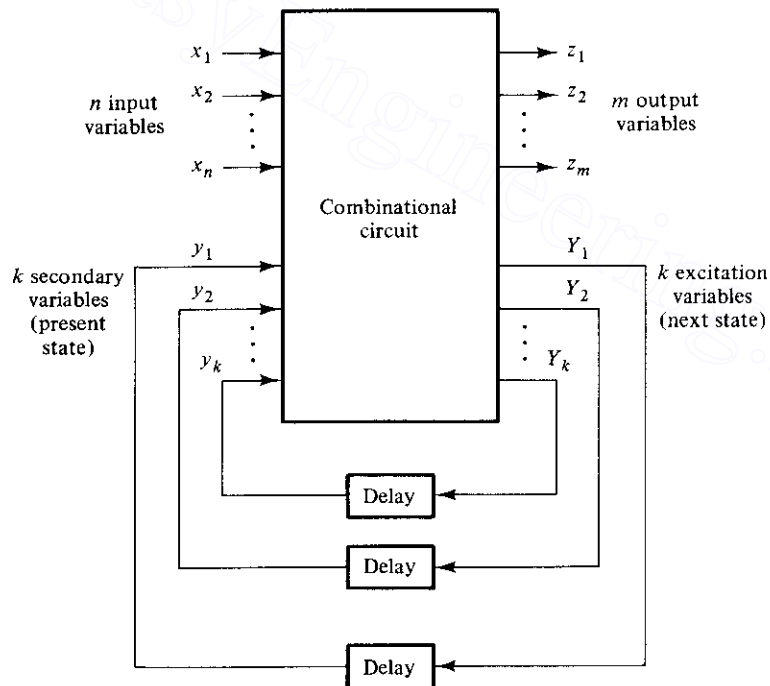 x₁
x₂
xₙ
n input
variables
z₁
z₂
zₘ
m output
variables
Combinational
circuit
y₁
y₂
yₖ
k secondary
variables
(present
state)
Y₁
Y₂
Yₖ
k excitation
variables
(next state)
Delay
Delay
Delay